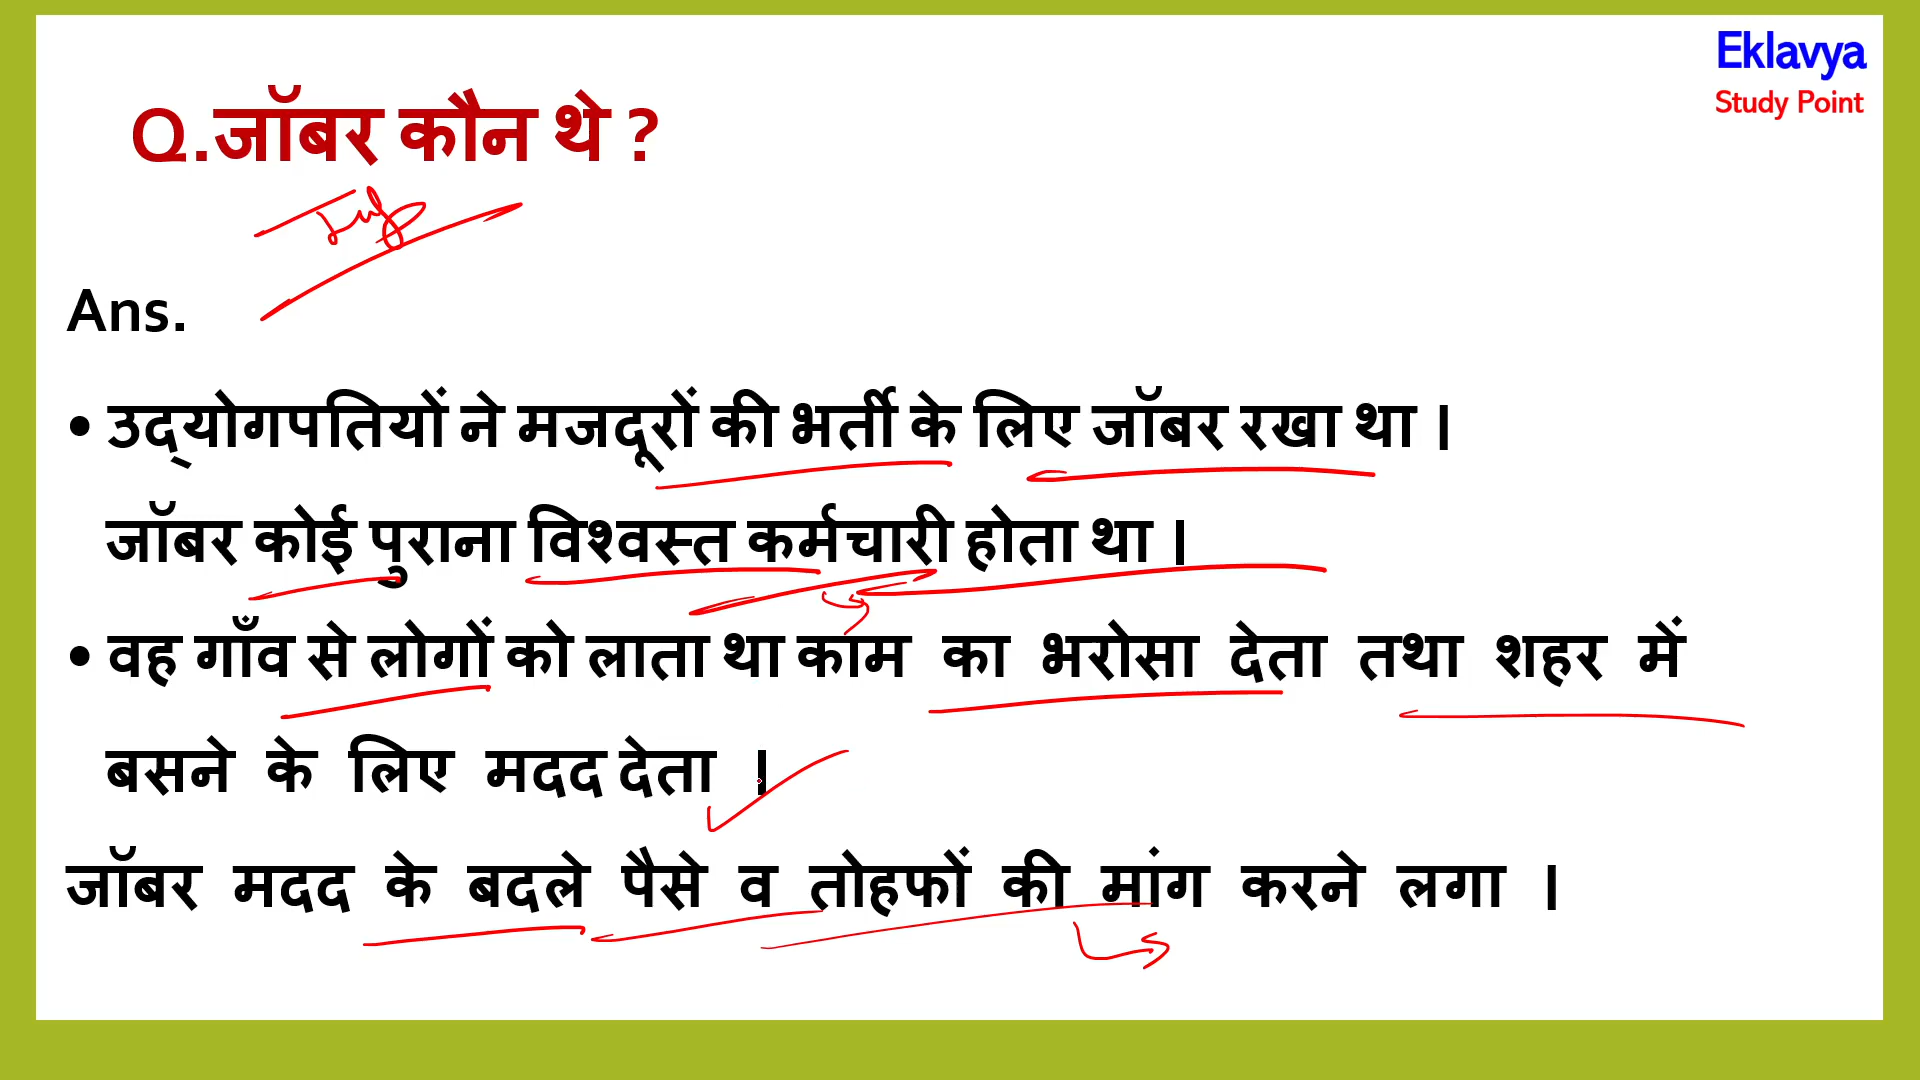 Eklavya
Study Point
Q.जॉबर कौन थे ?
Ans.
• उद्योगपतियों ने मजदूरों की भर्ती के लिए जॉबर रखा था ।
जॉबर कोई पुराना विश्वस्त कर्मचारी होता था ।
• वह गाँव से लोगों को लाता था काम का भरोसा देता तथा शहर में
बसने के लिए मदद देता ।
जॉबर मदद के बदले पैसे व तोहफों की मांग करने लगा ।